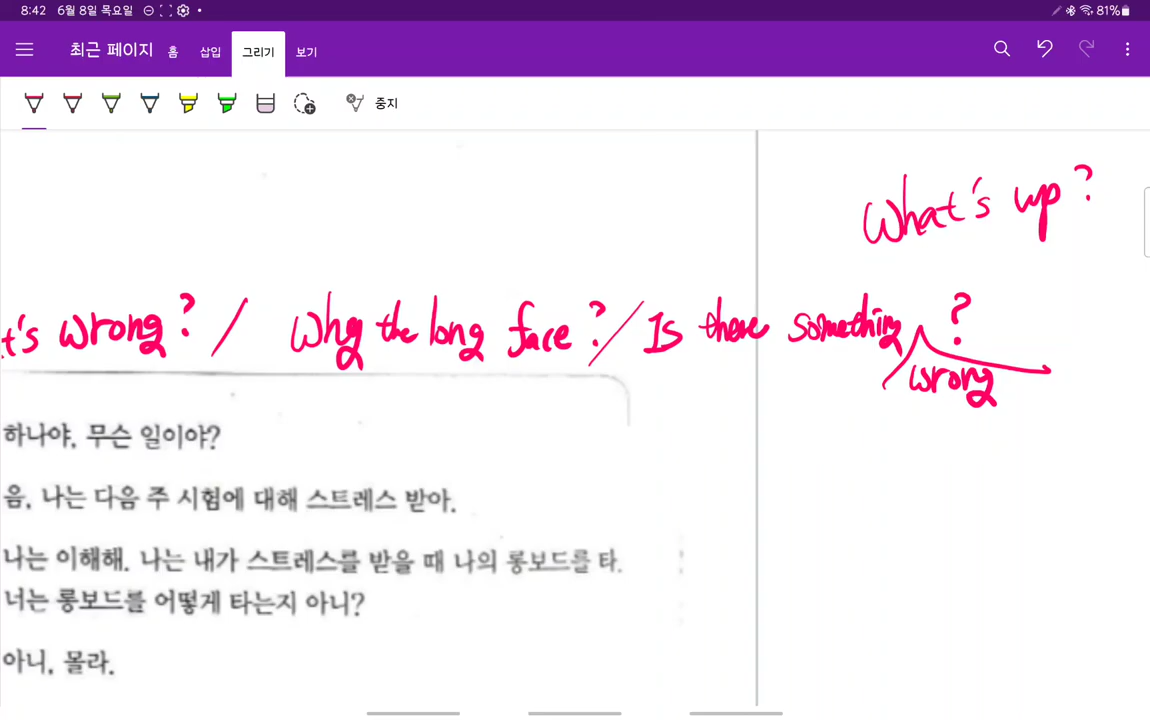 8:42 6월 8일 목요일 81%
최근 페이지 홈 삽입 그리기 보기
중지
What's up?
t's wrong? / Why the long face? / Is there something ?
wrong
하나야, 무슨 일이야?
음, 나는 다음 주 시험에 대해 스트레스 받아.
나는 이해해. 나는 내가 스트레스를 받을 때 나의 롱보드를 타.
너는 롱보드를 어떻게 타는지 아니?
아니, 몰라.